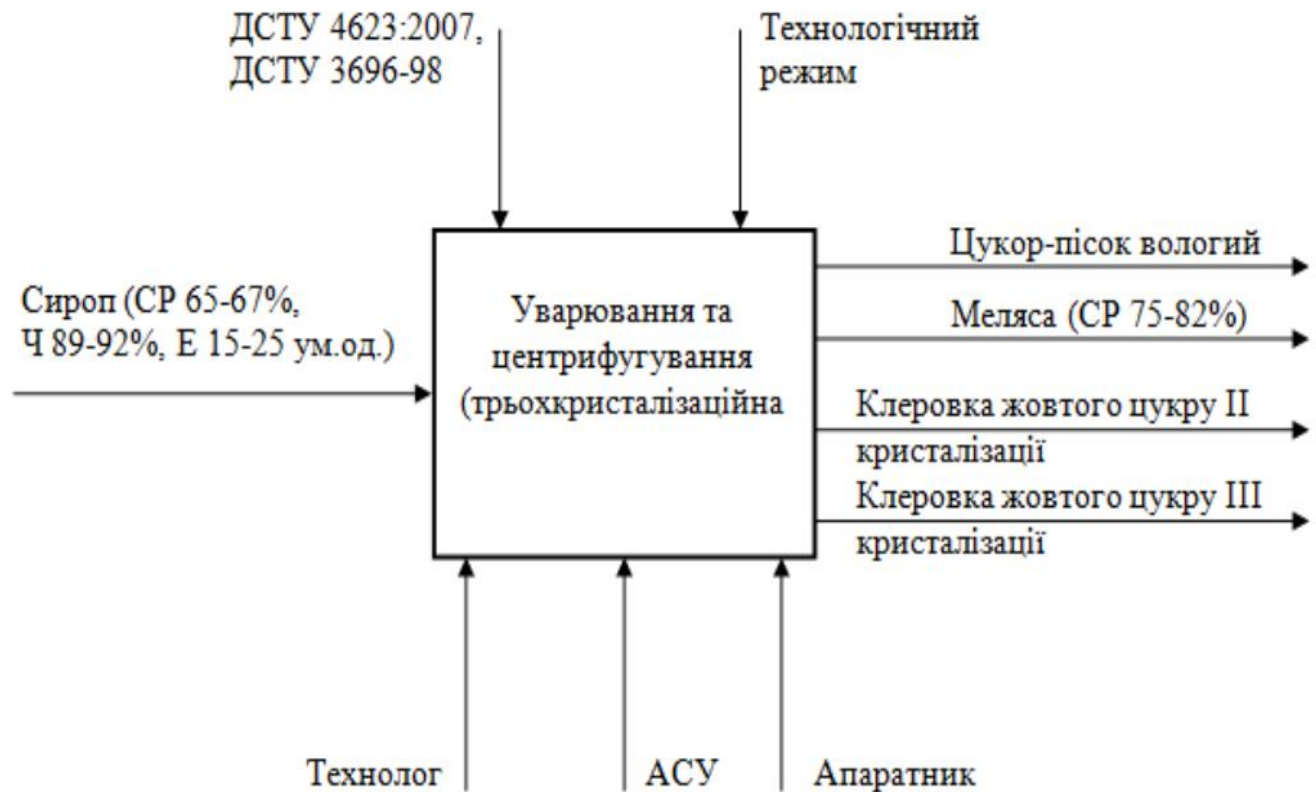 ДСТУ 4623:2007,
ДСТУ 3696-98
Технологічний
режим
Сироп (СР 65-67%,
Ч 89-92%, Е 15-25 ум.од.)
Уварювання та
центрифугування
(трьохкристалізаційна
Цукор-пісок вологий
Меляса (СР 75-82%)
Клеровка жовтого цукру ІІ
кристалізації
Клеровка жовтого цукру ІІІ
кристалізації
Технолог
АСУ
Апаратник